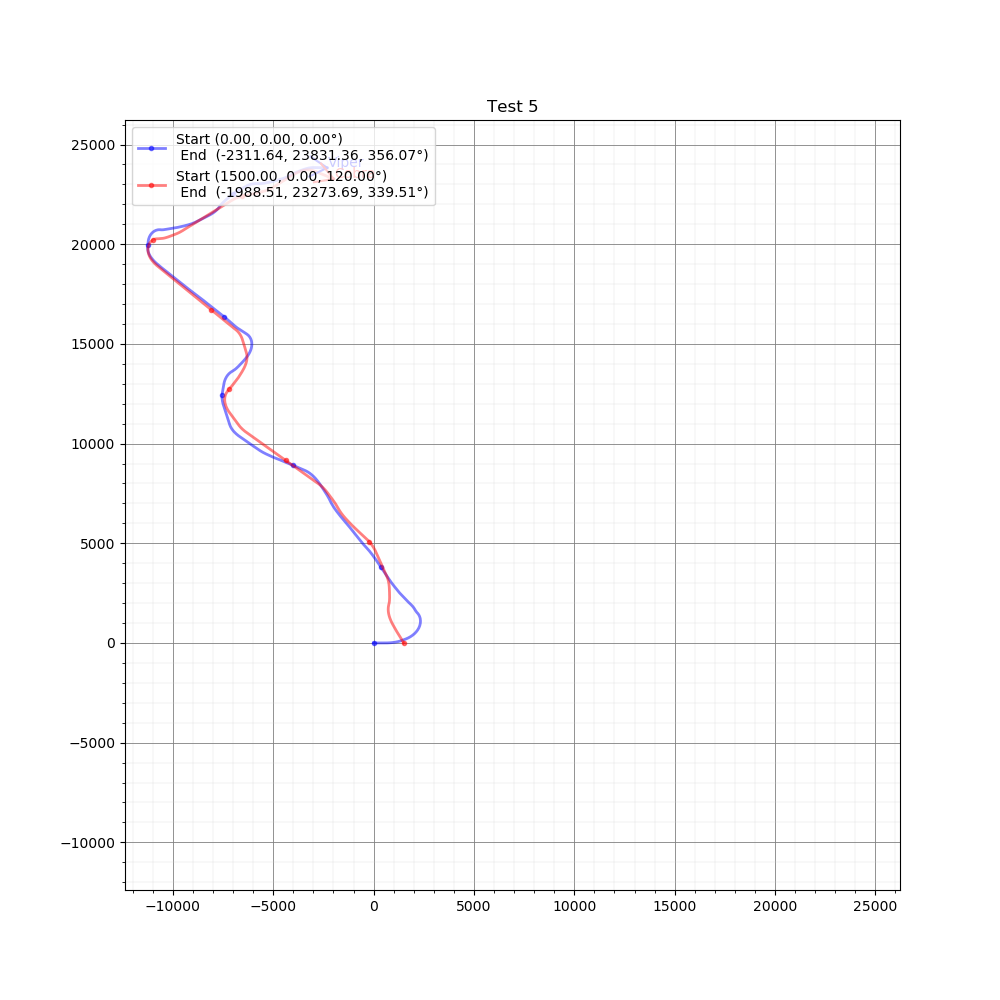 Test 5
Start (0.00, 0.00, 0.00°)
End (-2311.64, 23831.36, 356.07°)
Start (1500.00, 0.00, 120.00°)
End (-1988.51, 23273.69, 339.51°)
Viper
25000
20000
15000
10000
5000
0
−5000
−10000
−10000 −5000 0 5000 10000 15000 20000 25000